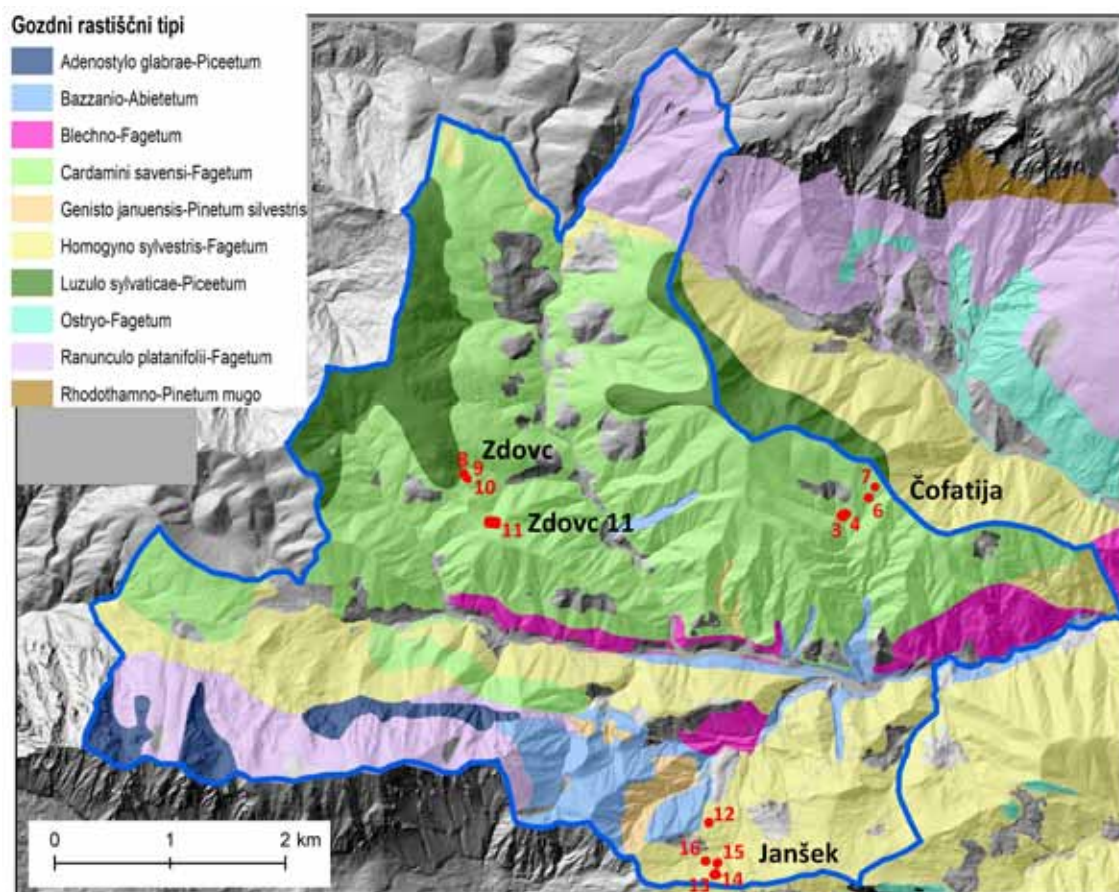 Gozdni rastiščni tipi
Adenostylo glabrae-Piceetum
Bazzanio-Abietetum
Blechno-Fagetum
Cardamini savensi-Fagetum
Genisto januensis-Pinetum silvestris
Homogyno sylvestris-Fagetum
Luzulo sylvaticae-Piceetum
Ostryo-Fagetum
Ranunculo platanifolii-Fagetum
Rhodothamno-Pinetum mugo
Zdovc
8
9
10
Zdovc 11
11
7
Čofatija
6
3
4
12
16
15
Janšek
13
14
0 1 2 km